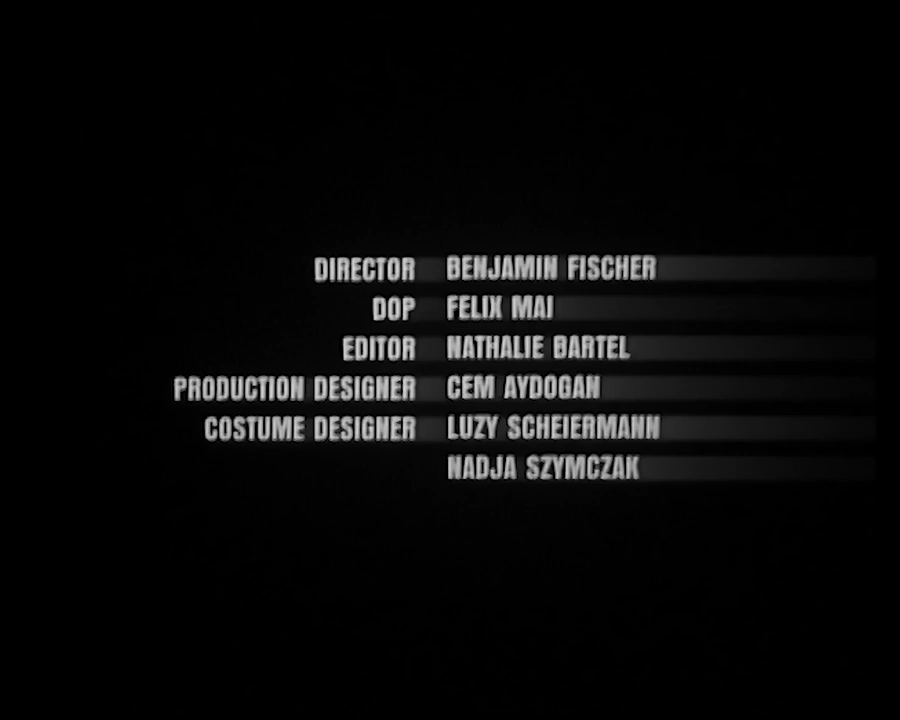 DIRECTOR BENJAMIN FISCHER
DOP FELIX MAI
EDITOR NATHALIE BARTEL
PRODUCTION DESIGNER CEM AYDOGAN
COSTUME DESIGNER LUZY SCHEIERMANN
NADJA SZYMCZAK